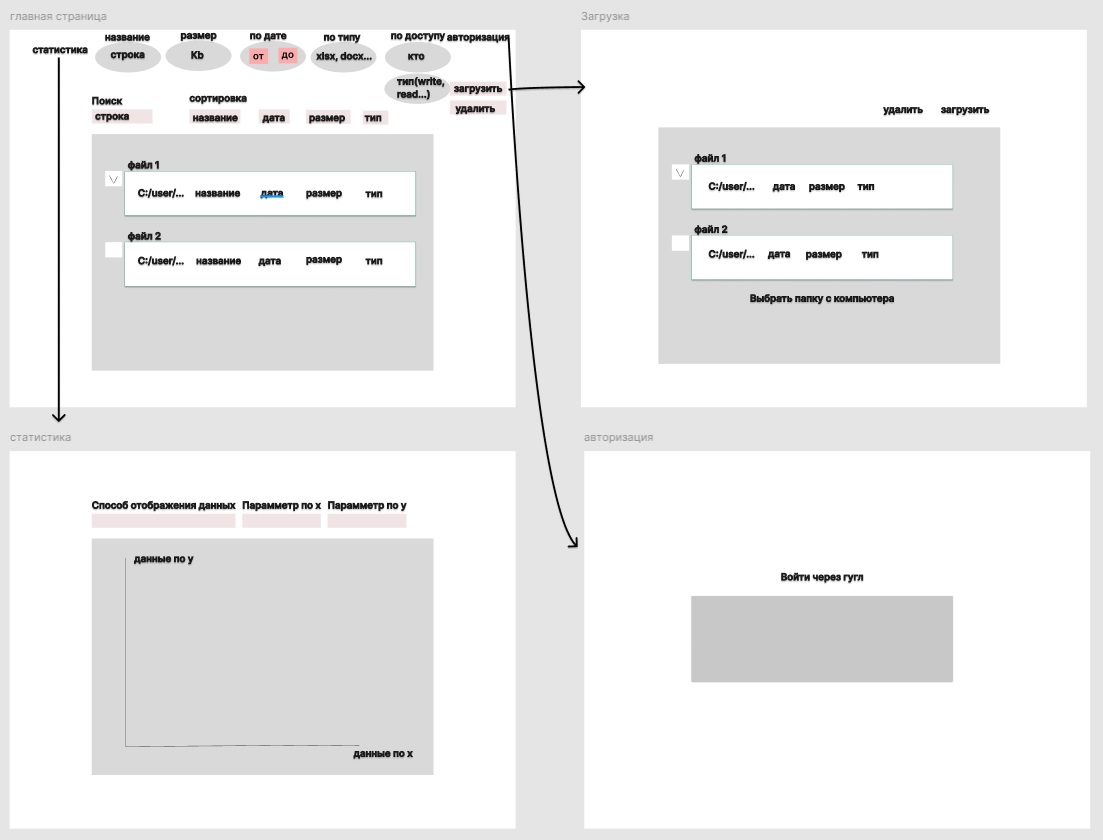 главная страница
статистика
название
строка
размер
Kb
по дате
от
до
по типу
xlsx, docx...
по доступу
кто
тип(write,
read...)
авторизация
загрузить
удалить
Поиск
строка
сортировка
название
дата
размер
тип
файл 1
C:/user/... название дата размер тип
файл 2
C:/user/... название дата размер тип
Загрузка
удалить загрузить
файл 1
C:/user/... дата размер тип
файл 2
C:/user/... дата размер тип
Выбрать папку с компьютера
статистика
Способ отображения данных
Парамметр по x
Парамметр по y
данные по y
данные по x
авторизация
Войти через гугл